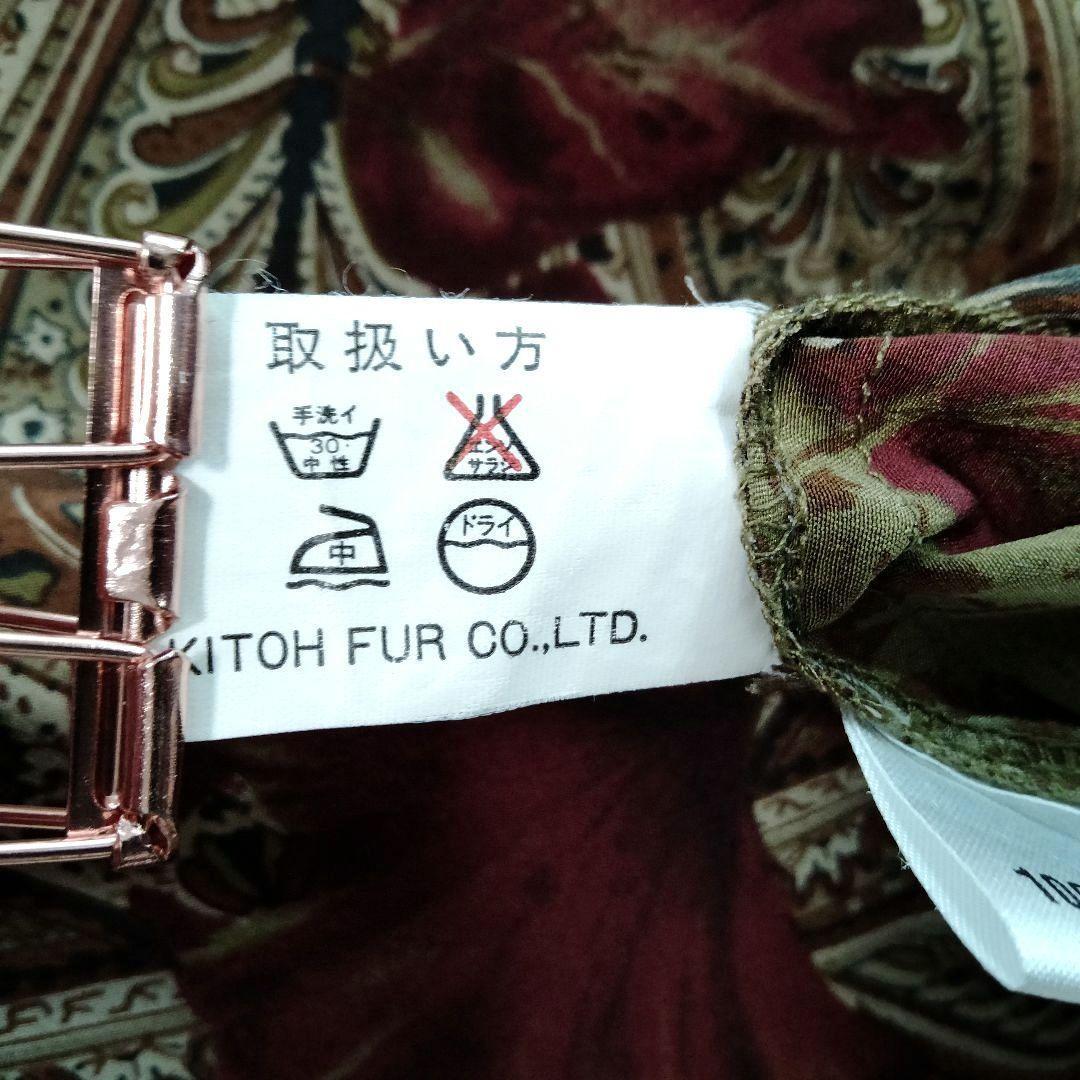 取扱い方
手洗イ
30
中性
エンソ
サラシ
中
ドライ
KITOH FUR CO.,LTD.